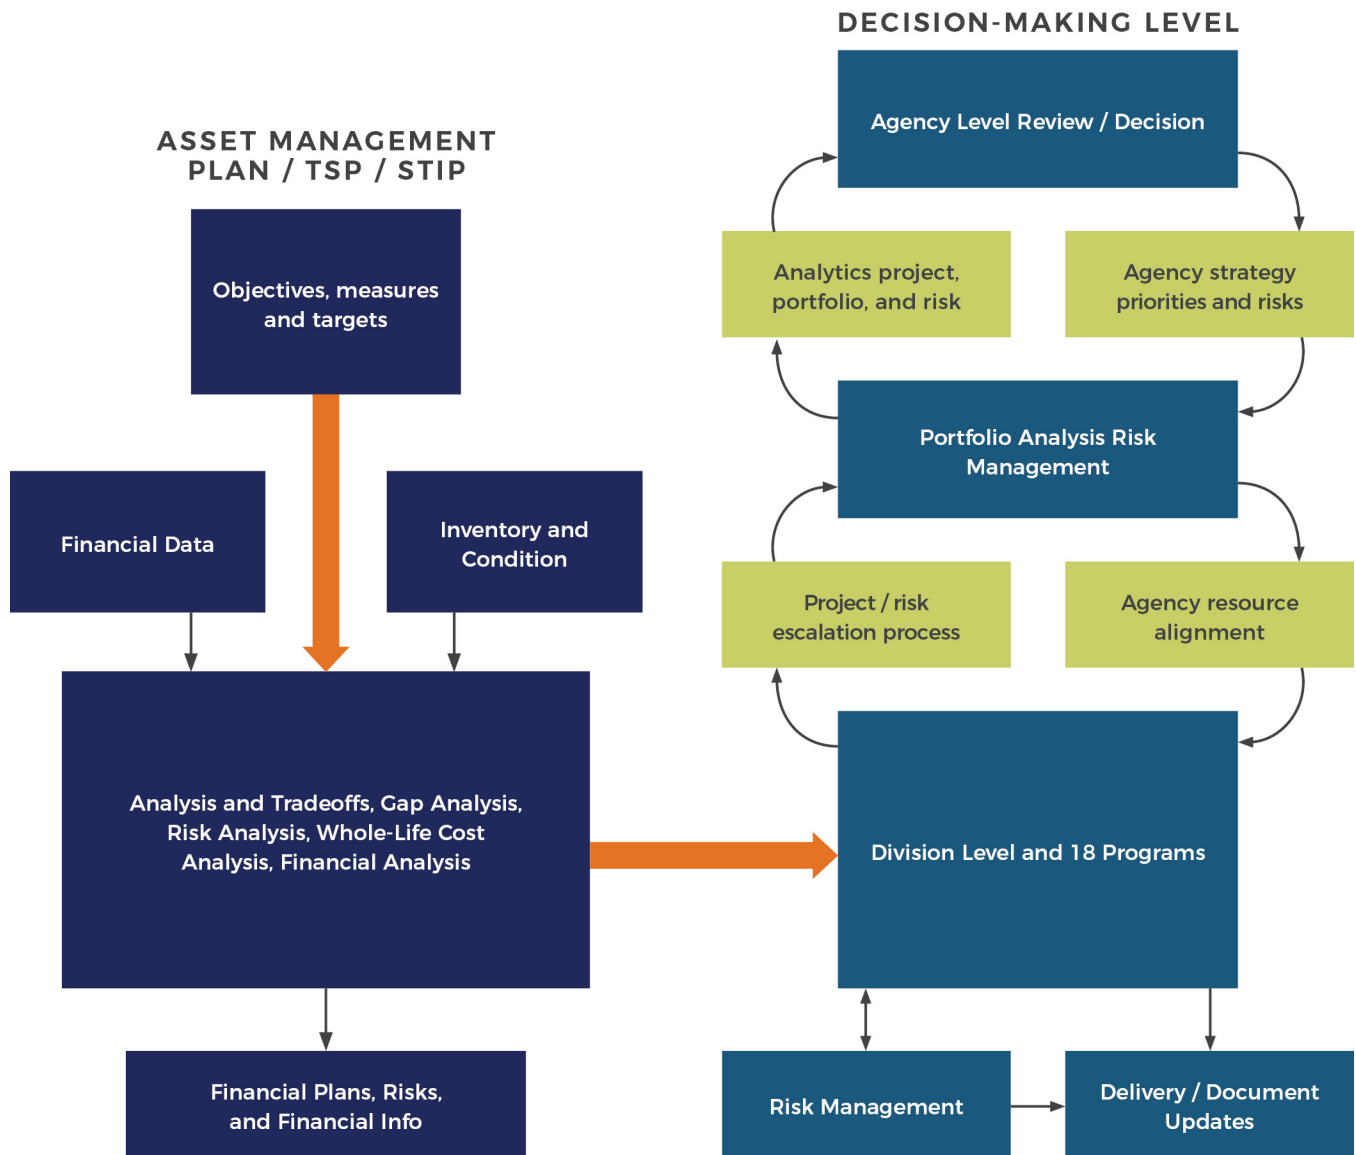 DECISION-MAKING LEVEL
Agency Level Review / Decision
ASSET MANAGEMENT
PLAN / TSP / STIP
Analytics project,
portfolio, and risk
Agency strategy
priorities and risks
Objectives, measures
and targets
Portfolio Analysis Risk
Management
Financial Data
Inventory and
Condition
Project / risk
escalation process
Agency resource
alignment
Analysis and Tradeoffs, Gap Analysis,
Risk Analysis, Whole-Life Cost
Analysis, Financial Analysis
Division Level and 18 Programs
Financial Plans, Risks,
and Financial Info
Risk Management
Delivery / Document
Updates